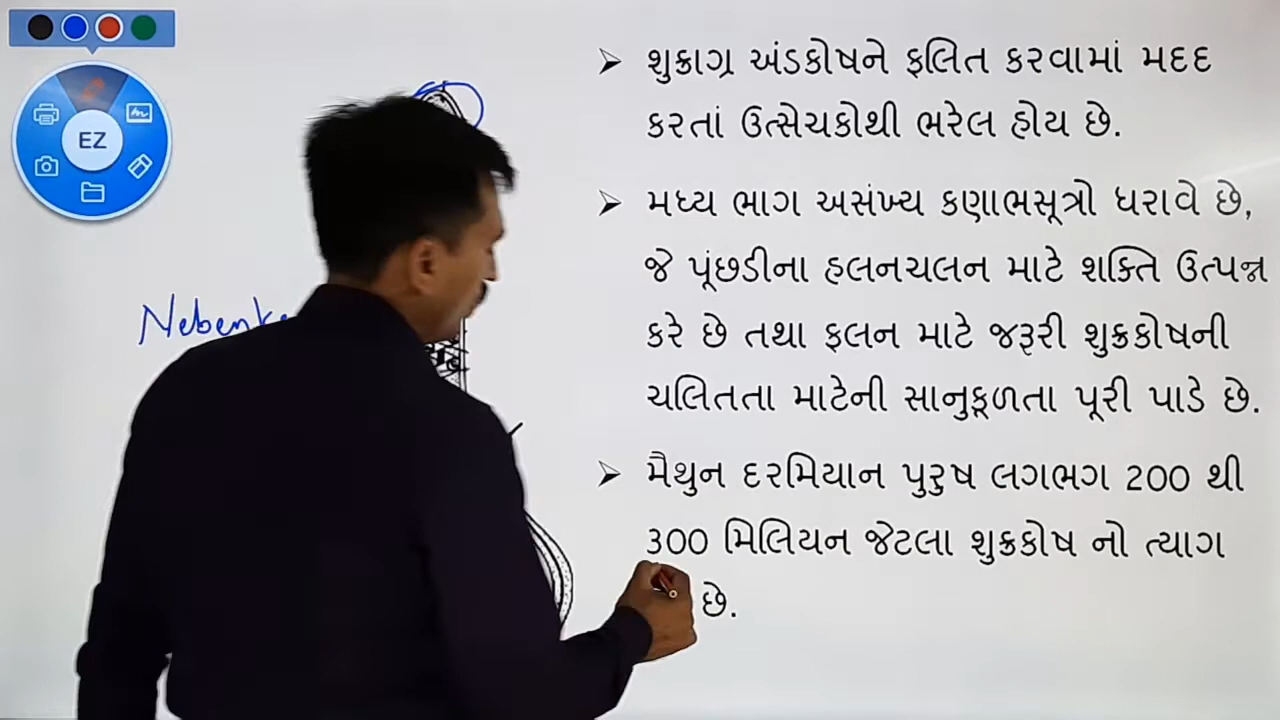 EZ
શુક્રાગ્ર અંડકોષને ફલિત કરવામાં મદદ
કરતાં ઉત્સેચકોથી ભરેલ હોય છે.
મધ્ય ભાગ અસંખ્ય કણાભસૂત્રો ધરાવે છે,
જે પૂંછડીના હલનચલન માટે શક્તિ ઉત્પન્ન
કરે છે તથા ફલન માટે જરૂરી શુક્રકોષની
ચલિતતા માટેની સાનુકૂળતા પૂરી પાડે છે.
મૈથુન દરમિયાન પુરુષ લગભગ 200 થી
300 મિલિયન જેટલા શુક્રકોષ નો ત્યાગ
છે.